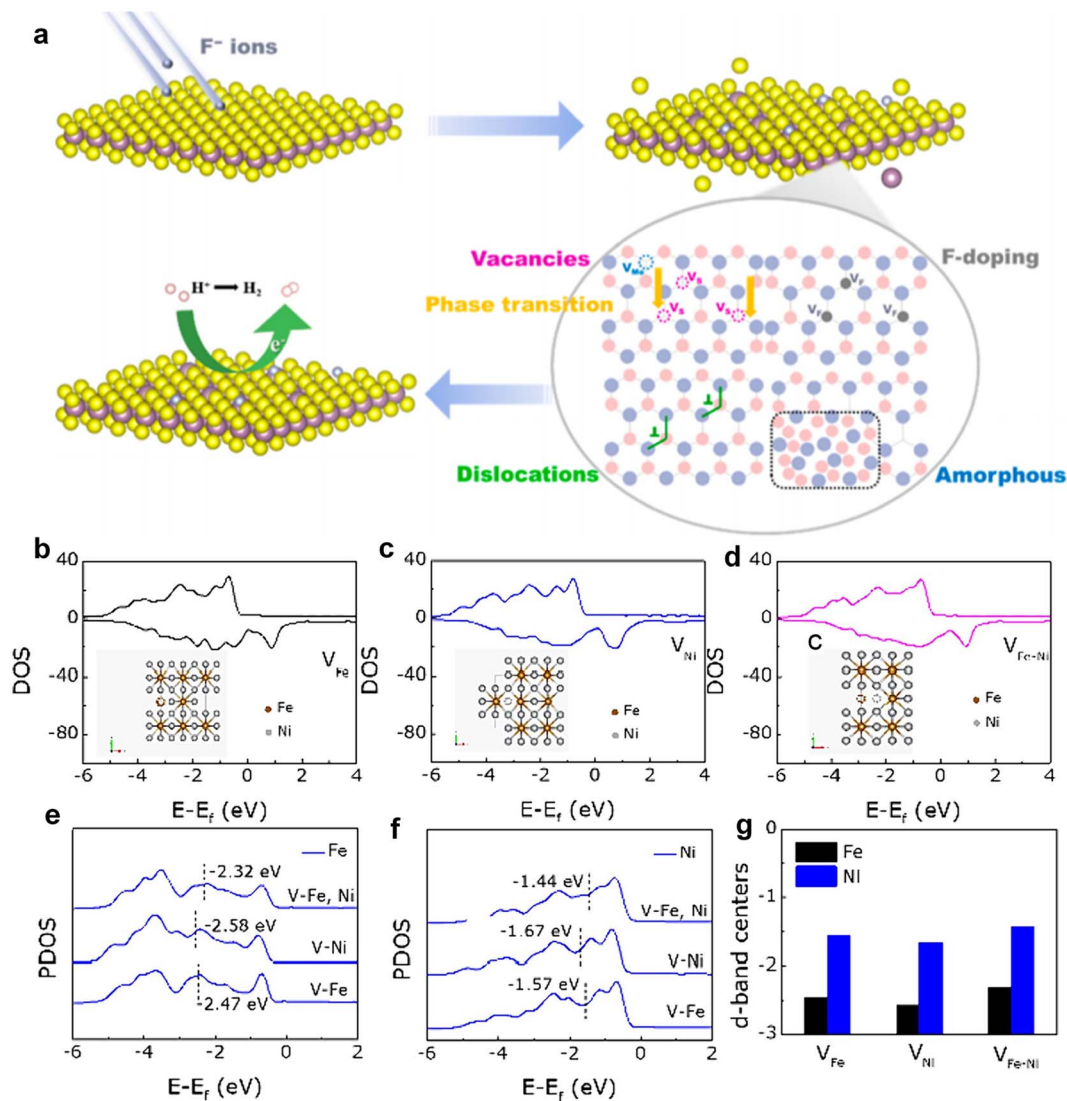 a
F⁻ ions
Vacancies
F-doping
V_Mo
V_S
V_F
Phase transition
V_S
V_S
V_F
V_F
H⁺ → H₂
e⁻
⊥
⊥
Dislocations
Amorphous
b
c
d
40
0
-40
-80
DOS
V_Fe
Fe
Ni
-6 -4 -2 0 2 4
E-E_f (eV)
40
0
-40
-80
DOS
V_Ni
Fe
Ni
-6 -4 -2 0 2 4
E-E_f (eV)
40
0
-40
-80
DOS
C
V_Fe-Ni
Fe
Ni
-6 -4 -2 0 2 4
E-E_f (eV)
e
Fe
-2.32 eV
V-Fe, Ni
-2.58 eV
V-Ni
V-Fe
-2.47 eV
PDOS
-6 -4 -2 0 2
E-E_f (eV)
f
Ni
-1.44 eV
V-Fe, Ni
-1.67 eV
V-Ni
-1.57 eV
V-Fe
PDOS
-6 -4 -2 0 2
E-E_f (eV)
g
0
-1
-2
-3
d-band centers
Fe
NI
V_Fe V_NI V_Fe-NI